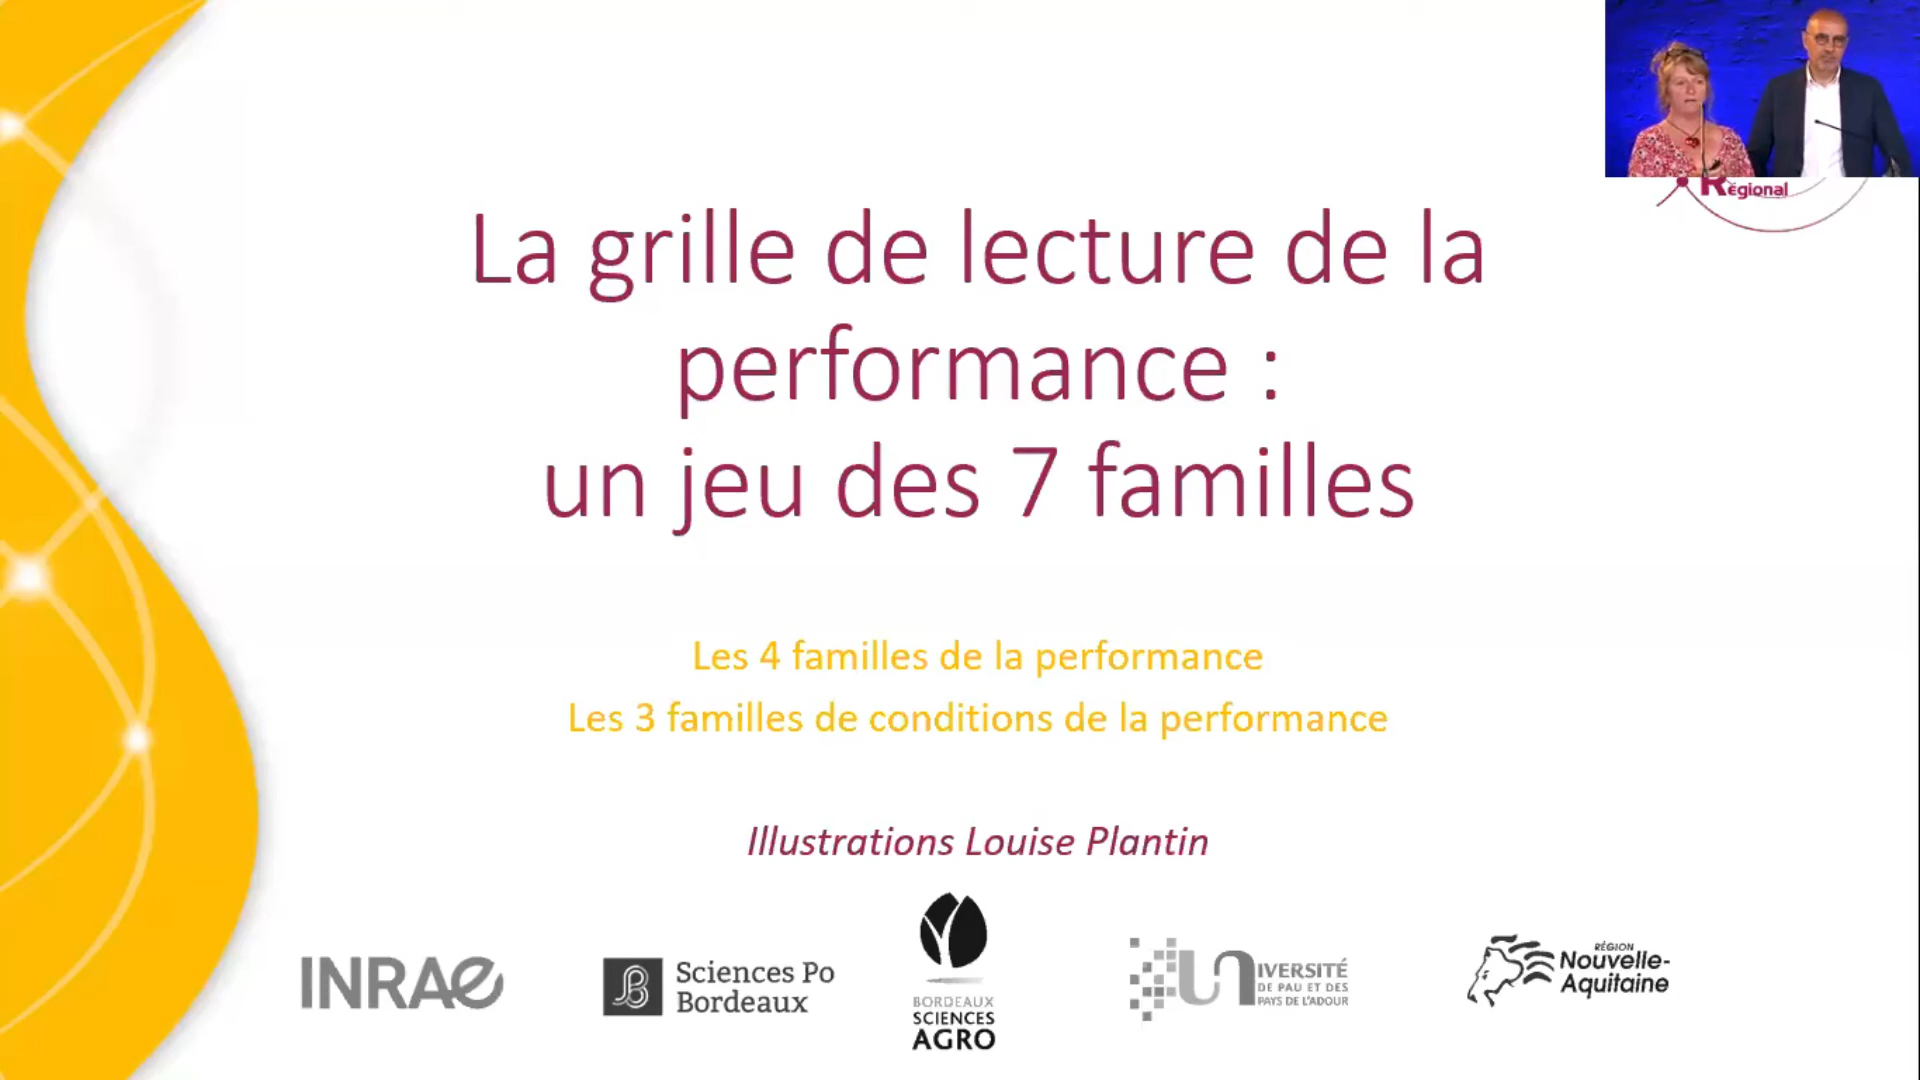 Régional
La grille de lecture de la
performance :
un jeu des 7 familles
Les 4 familles de la performance
Les 3 familles de conditions de la performance
Illustrations Louise Plantin
INRAE
Sciences Po
Bordeaux
BORDEAUX
SCIENCES
AGRO
UNIVERSITÉ
DE PAU ET DES
PAYS DE L'ADOUR
RÉGION
Nouvelle-
Aquitaine